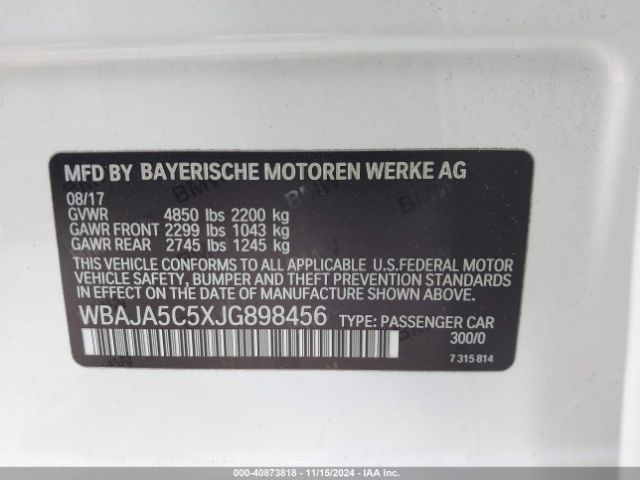 MFD BY BAYERISCHE MOTOREN WERKE AG
08/17
GVWR 4850 lbs 2200 kg
GAWR FRONT 2299 lbs 1043 kg
GAWR REAR 2745 lbs 1245 kg
THIS VEHICLE CONFORMS TO ALL APPLICABLE U.S.FEDERAL MOTOR
VEHICLE SAFETY, BUMPER AND THEFT PREVENTION STANDARDS
IN EFFECT ON THE DATE OF MANUFACTURE SHOWN ABOVE.
WBAJA5C5XJG898456 TYPE: PASSENGER CAR
300/0
7 315 814
000-40873818 - 11/15/2024 - IAA Inc.